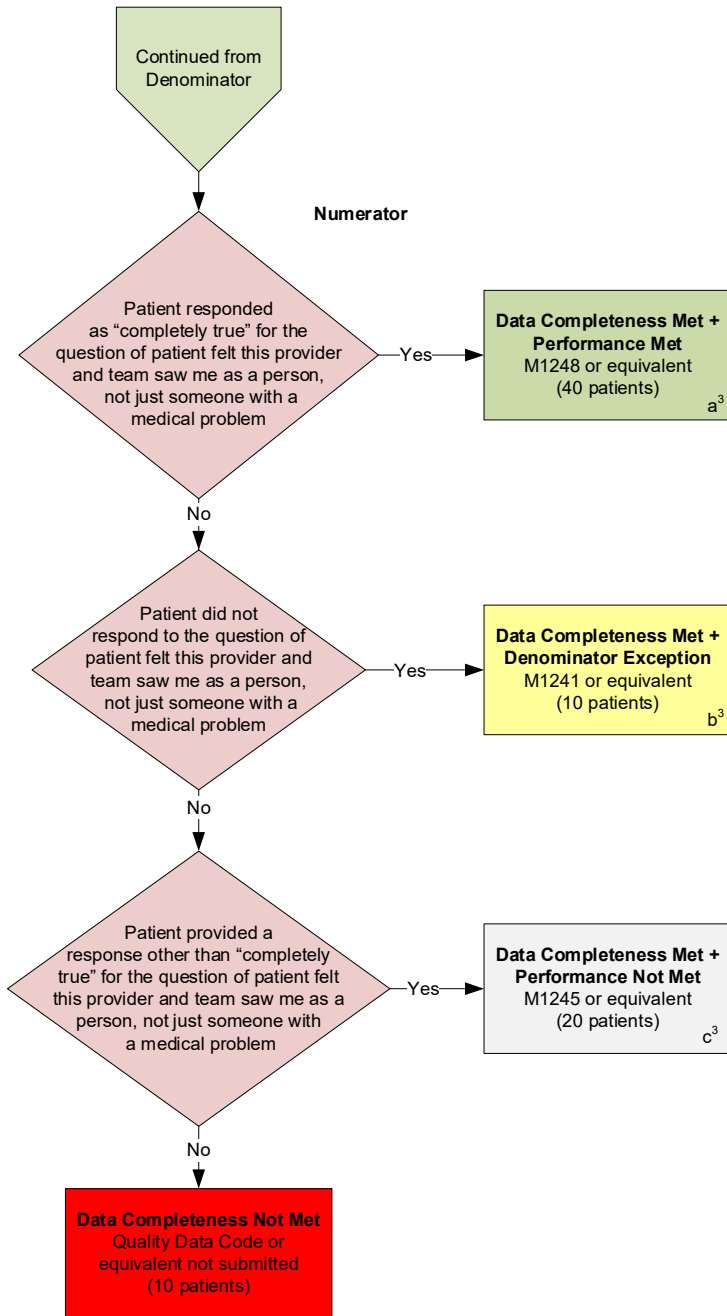 Continued from
Denominator
Numerator
Patient responded
as “completely true” for the
question of patient felt this provider
and team saw me as a person,
not just someone with a
medical problem
Yes
Data Completeness Met +
Performance Met
M1248 or equivalent
(40 patients)
a³
No
Patient did not
respond to the question of
patient felt this provider and
team saw me as a person,
not just someone with a
medical problem
Yes
Data Completeness Met +
Denominator Exception
M1241 or equivalent
(10 patients)
b³
No
Patient provided a
response other than “completely
true” for the question of patient felt
this provider and team saw me as a
person, not just someone with
a medical problem
Yes
Data Completeness Met +
Performance Not Met
M1245 or equivalent
(20 patients)
c³
No
Data Completeness Not Met
Quality Data Code or
equivalent not submitted
(10 patients)